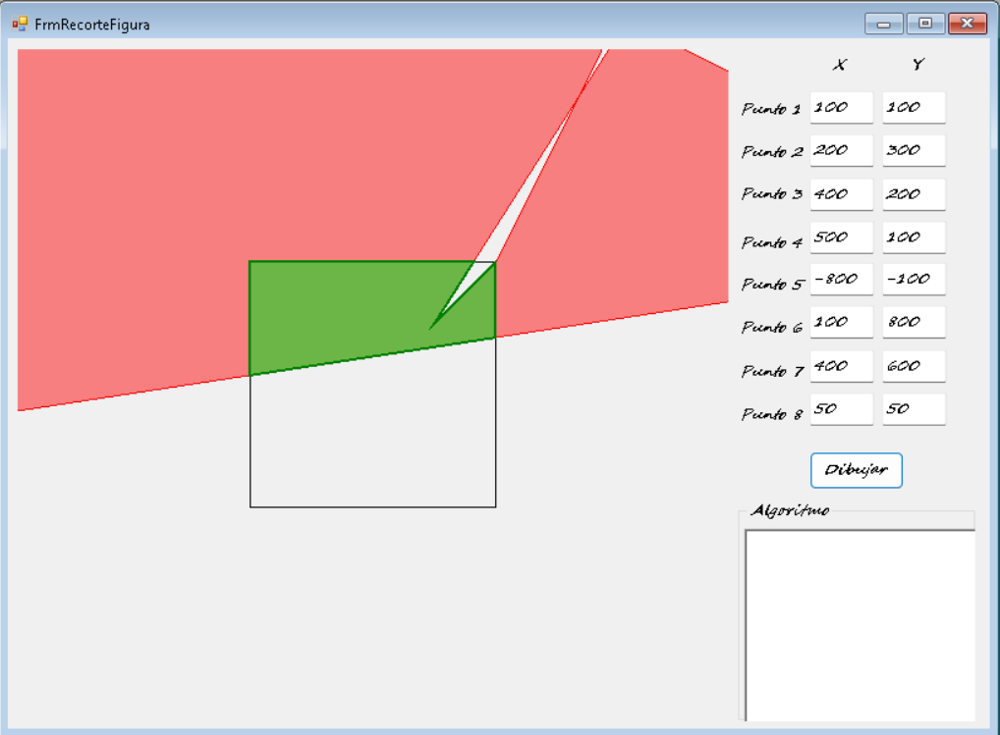 FrmRecorteFigura
X Y
Punto 1 100 100
Punto 2 200 300
Punto 3 400 200
Punto 4 500 100
Punto 5 -800 -100
Punto 6 100 800
Punto 7 400 600
Punto 8 50 50
Dibujar
Algoritmo